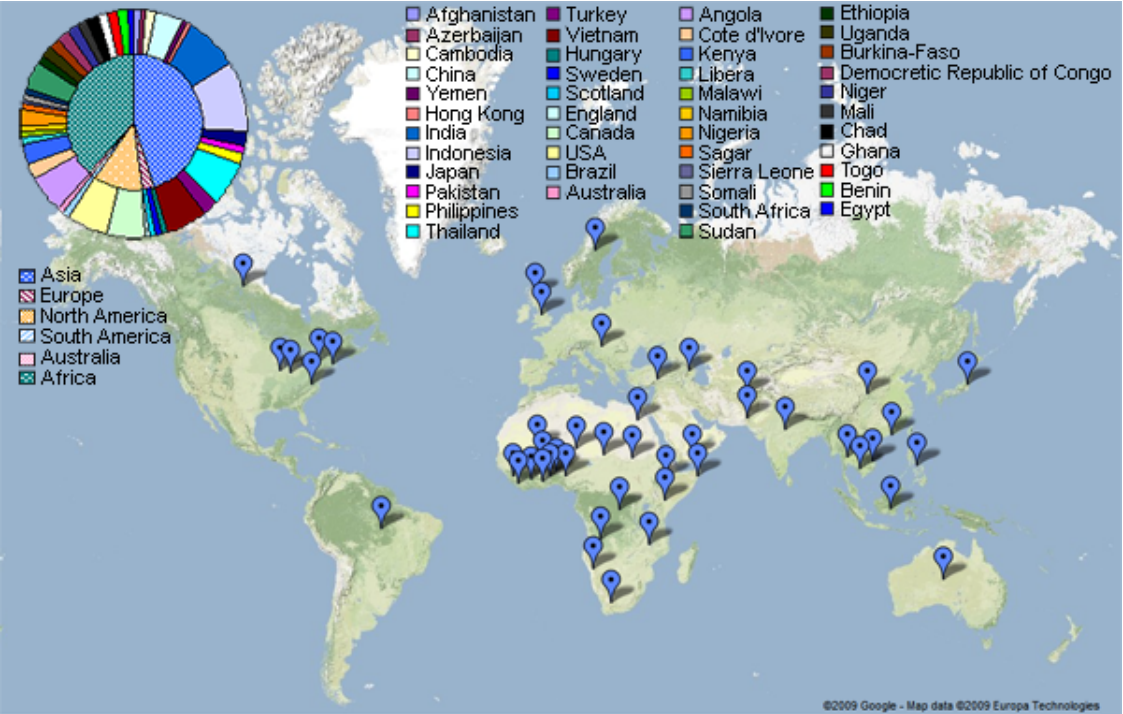 Afghanistan
Azerbaijan
Cambodia
China
Yemen
Hong Kong
India
Indonesia
Japan
Pakistan
Philippines
Thailand
Turkey
Vietnam
Hungary
Sweden
Scotland
England
Canada
USA
Brazil
Australia
Angola
Cote d'Ivore
Kenya
Libera
Malawi
Namibia
Nigeria
Sagar
Sierra Leone
Somali
South Africa
Sudan
Ethiopia
Uganda
Burkina-Faso
Democretic Republic of Congo
Niger
Mali
Chad
Ghana
Togo
Benin
Egypt
Asia
Europe
North America
South America
Australia
Africa
©2009 Google - Map data ©2009 Europa Technologies